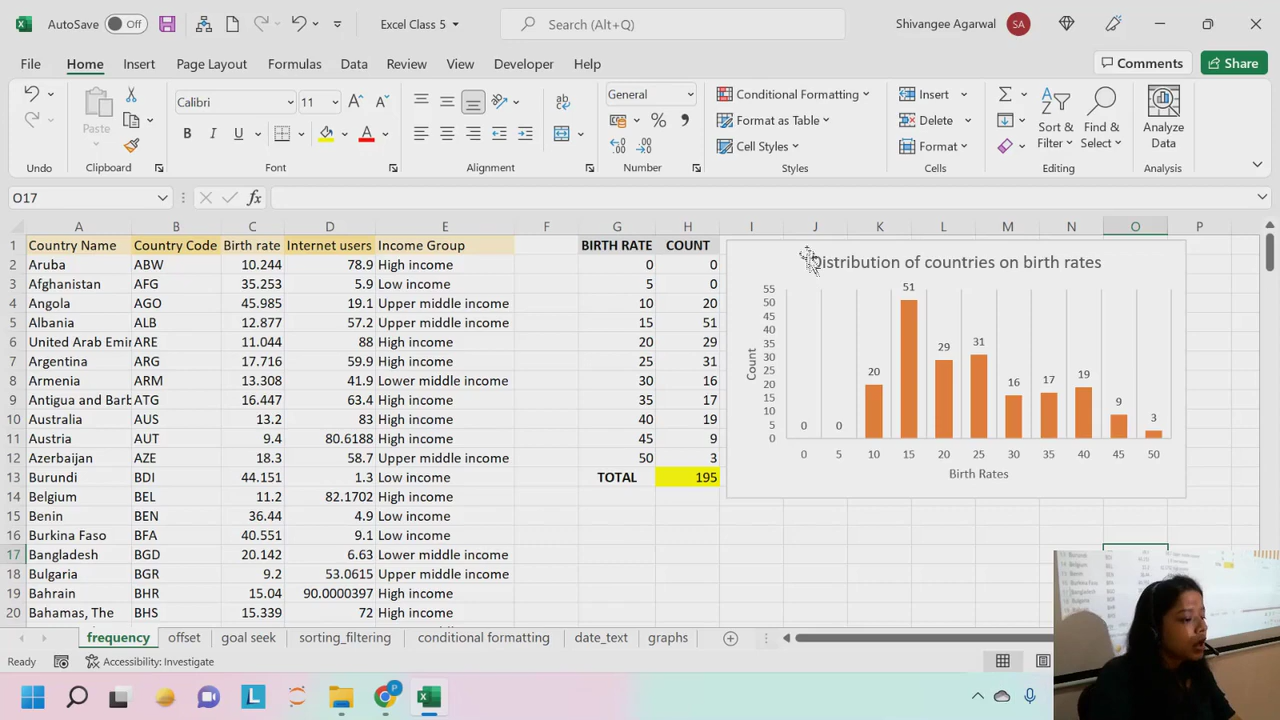 AutoSave Off Excel Class 5 Search (Alt+Q) Shivangee Agarwal SA
File Home Insert Page Layout Formulas Data Review View Developer Help Comments Share
Calibri 11 General Conditional Formatting Insert
Paste B I U A % Format as Table Delete Sort & Filter Find & Select Analyze Data
Cell Styles Format
Undo Clipboard Font Alignment Number Styles Cells Editing Analysis
O17 fx
A B C D E F G H I J K L M N O P
1 Country Name Country Code Birth rate Internet users Income Group BIRTH RATE COUNT
2 Aruba ABW 10.244 78.9 High income 0 0
3 Afghanistan AFG 35.253 5.9 Low income 5 0
4 Angola AGO 45.985 19.1 Upper middle income 10 20
5 Albania ALB 12.877 57.2 Upper middle income 15 51
6 United Arab Emir ARE 11.044 88 High income 20 29
7 Argentina ARG 17.716 59.9 High income 25 31
8 Armenia ARM 13.308 41.9 Lower middle income 30 16
9 Antigua and Barb ATG 16.447 63.4 High income 35 17
10 Australia AUS 13.2 83 High income 40 19
11 Austria AUT 9.4 80.6188 High income 45 9
12 Azerbaijan AZE 18.3 58.7 Upper middle income 50 3
13 Burundi BDI 44.151 1.3 Low income TOTAL 195
14 Belgium BEL 11.2 82.1702 High income
15 Benin BEN 36.44 4.9 Low income
16 Burkina Faso BFA 40.551 9.1 Low income
17 Bangladesh BGD 20.142 6.63 Lower middle income
18 Bulgaria BGR 9.2 53.0615 Upper middle income
19 Bahrain BHR 15.04 90.0000397 High income
20 Bahamas, The BHS 15.339 72 High income
Distribution of countries on birth rates
55
50
45
40
35
30
25
20
15
10
5
0
Count
0 0 20 51 29 31 16 17 19 9 3
0 5 10 15 20 25 30 35 40 45 50
Birth Rates
frequency offset goal seek sorting_filtering conditional formatting date_text graphs
Ready Accessibility: Investigate